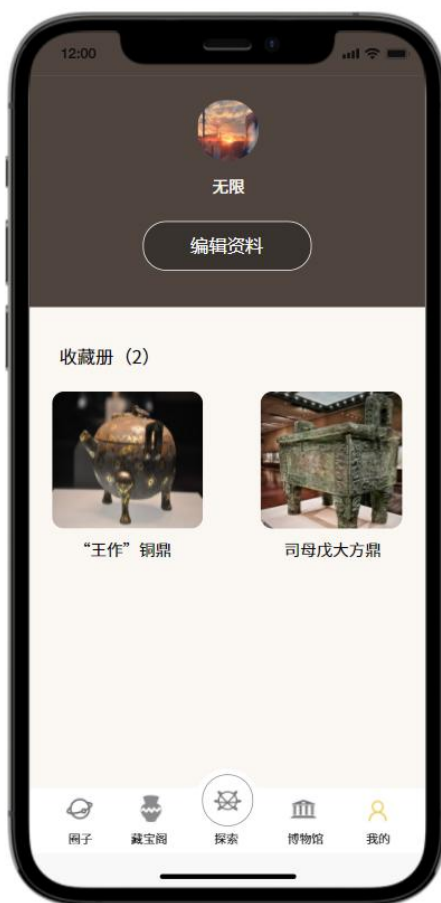 12:00
无限
编辑资料
收藏册（2）
“王作”铜鼎
司母戊大方鼎
圈子
藏宝阁
探索
博物馆
我的